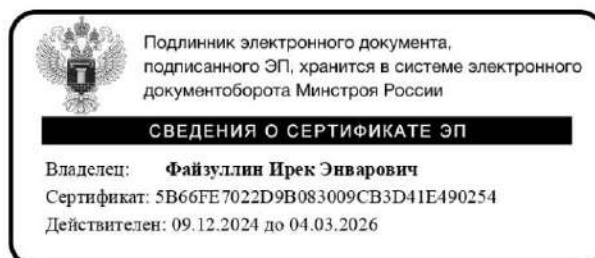 Подлинник электронного документа,
подписанного ЭП, хранится в системе электронного
документоборота Минстроя России
СВЕДЕНИЯ О СЕРТИФИКАТЕ ЭП
Владелец: Файзуллин Ирек Энварович
Сертификат: 5B66FE7022D9B083009CB3D41E490254
Действителен: 09.12.2024 до 04.03.2026